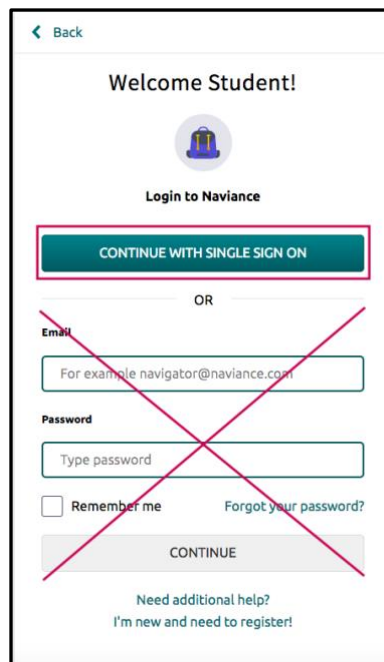 Back
Welcome Student!
Login to Naviance
CONTINUE WITH SINGLE SIGN ON
OR
Email
For example navigator@naviance.com
Password
Type password
Remember me
Forgot your password?
CONTINUE
Need additional help?
I'm new and need to register!